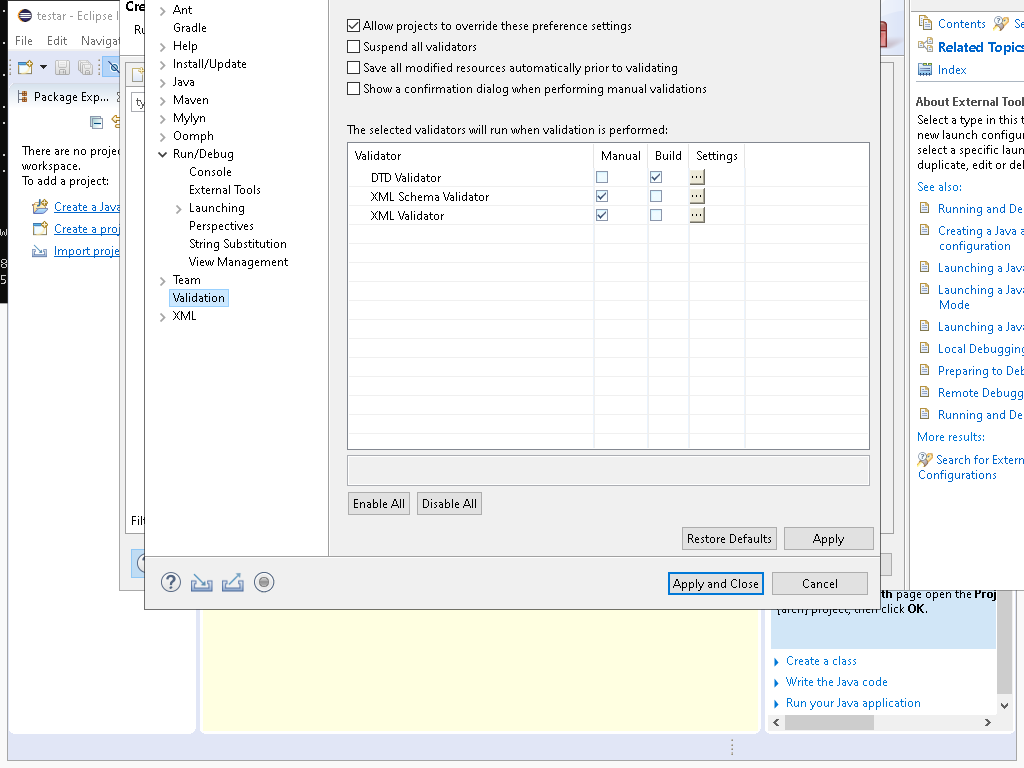 testar - Eclipse I
File Edit Navigat
Package Exp...
There are no proje
workspace.
To add a project:
Create a Java
Create a proj
Import proje
Cre
Ru
ty
Filt
Ant
Gradle
Help
Install/Update
Java
Maven
Mylyn
Oomph
Run/Debug
Console
External Tools
Launching
Perspectives
String Substitution
View Management
Team
Validation
XML
Allow projects to override these preference settings
Suspend all validators
Save all modified resources automatically prior to validating
Show a confirmation dialog when performing manual validations
The selected validators will run when validation is performed:
Validator Manual Build Settings
DTD Validator ...
XML Schema Validator ...
XML Validator ...
Enable All Disable All
Restore Defaults Apply
Apply and Close Cancel
Contents Se
Related Topics
Index
About External Tool
Select a type in this t
new launch configur
select a specific laun
duplicate, edit or del
See also:
Running and De
Creating a Java a
configuration
Launching a Java
Launching a Java
Mode
Launching a Java
Local Debugging
Preparing to Deb
Remote Debugg
Running and De
More results:
Search for Extern
Configurations
th page open the Proj
[arch] project, then click OK.
Create a class
Write the Java code
Run your Java application